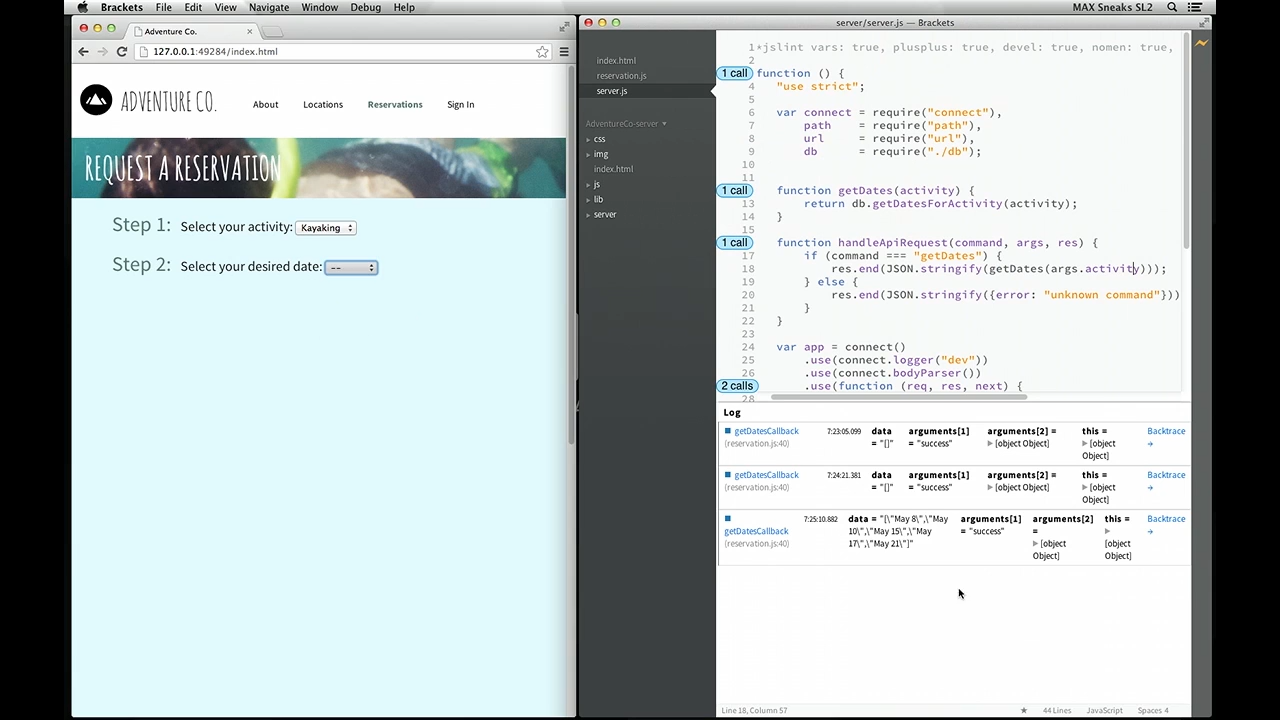 Brackets File Edit View Navigate Window Debug Help MAX Sneaks SL2
Adventure Co.
127.0.0.1:49284/index.html
ADVENTURE CO.
About Locations Reservations Sign In
REQUEST A RESERVATION
Step 1: Select your activity: Kayaking
Step 2: Select your desired date: --
server/server.js — Brackets
index.html
reservation.js
server.js
AdventureCo-server
css
img
index.html
js
lib
server
1 *jslint vars: true, plusplus: true, devel: true, nomen: true,
2
1 call function () {
4 "use strict";
5
6 var connect = require("connect"),
7 path = require("path"),
8 url = require("url"),
9 db = require("./db");
10
11
1 call function getDates(activity) {
13 return db.getDatesForActivity(activity);
14 }
15
1 call function handleApiRequest(command, args, res) {
17 if (command === "getDates") {
18 res.end(JSON.stringify(getDates(args.activity)));
19 } else {
20 res.end(JSON.stringify({error: "unknown command"}))
21 }
22 }
23
24 var app = connect()
25 .use(connect.logger("dev"))
26 .use(connect.bodyParser())
2 calls .use(function (req, res, next) {
28
Log
getDatesCallback 7:23:05.099 data arguments[1] arguments[2] = this = Backtrace
(reservation.js:40) = "[]" = "success" [object Object] [object →
Object]
getDatesCallback 7:24:21.381 data arguments[1] arguments[2] = this = Backtrace
(reservation.js:40) = "[]" = "success" [object Object] [object →
Object]
7:25:10.882 data = "[\"May 8\",\"May arguments[1] arguments[2] this = Backtrace
getDatesCallback 10\",\"May 15\",\"May = "success" = →
(reservation.js:40) 17\",\"May 21\"]" [object [object
Object] Object]
Line 18, Column 57 44 Lines JavaScript Spaces 4